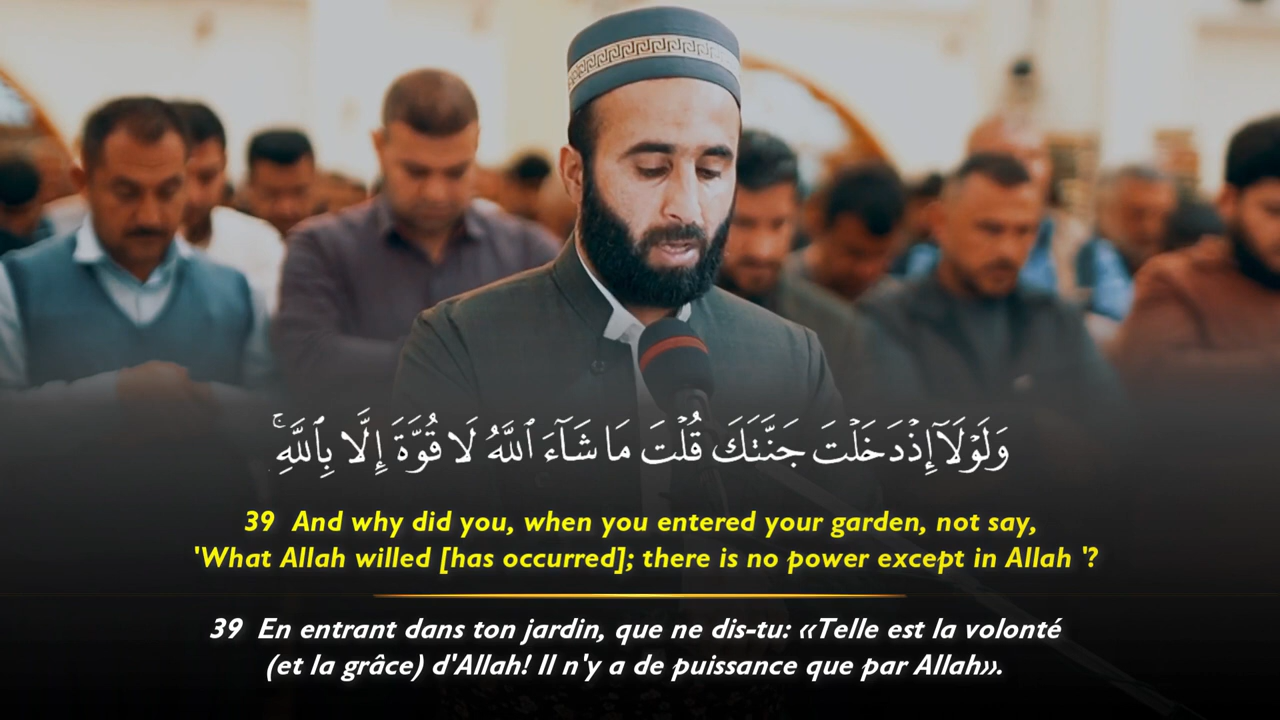 وَلَوْلَآ إِذْ دَخَلْتَ جَنَّتَكَ قُلْتَ مَا شَآءَ ٱللَّهُ لَا قُوَّةَ إِلَّا بِٱللَّهِ ۚ
39 And why did you, when you entered your garden, not say,
'What Allah willed [has occurred]; there is no power except in Allah '?
39 En entrant dans ton jardin, que ne dis-tu: «Telle est la volonté
(et la grâce) d'Allah! Il n'y a de puissance que par Allah».